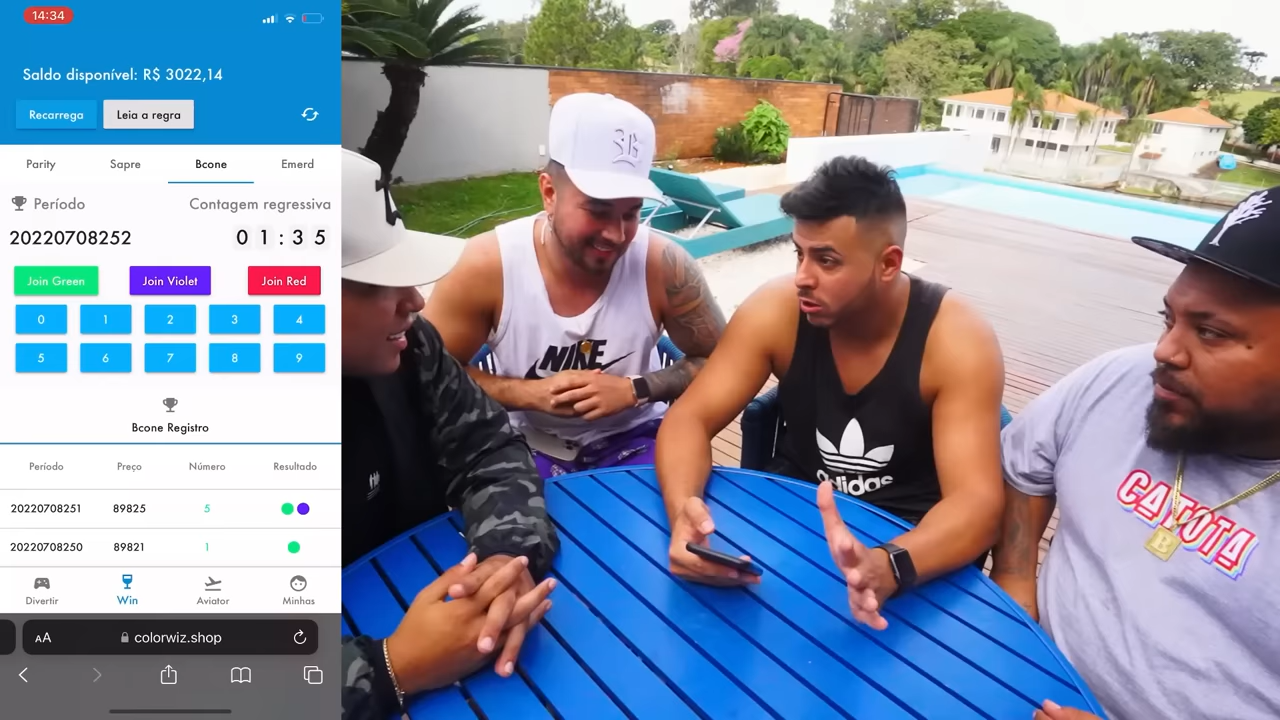 14:34
Saldo disponível: R$ 3022,14
Recarrega
Leia a regra
Parity
Sapre
Bcone
Emerd
Período
Contagem regressiva
20220708252
01:35
Join Green
Join Violet
Join Red
0
1
2
3
4
5
6
7
8
9
Bcone Registro
Período
Preço
Número
Resultado
20220708251
89825
5
20220708250
89821
1
Divertir
Win
Aviator
Minhas
AA
colorwiz.shop
NIKE
adidas
CAPOTA
B